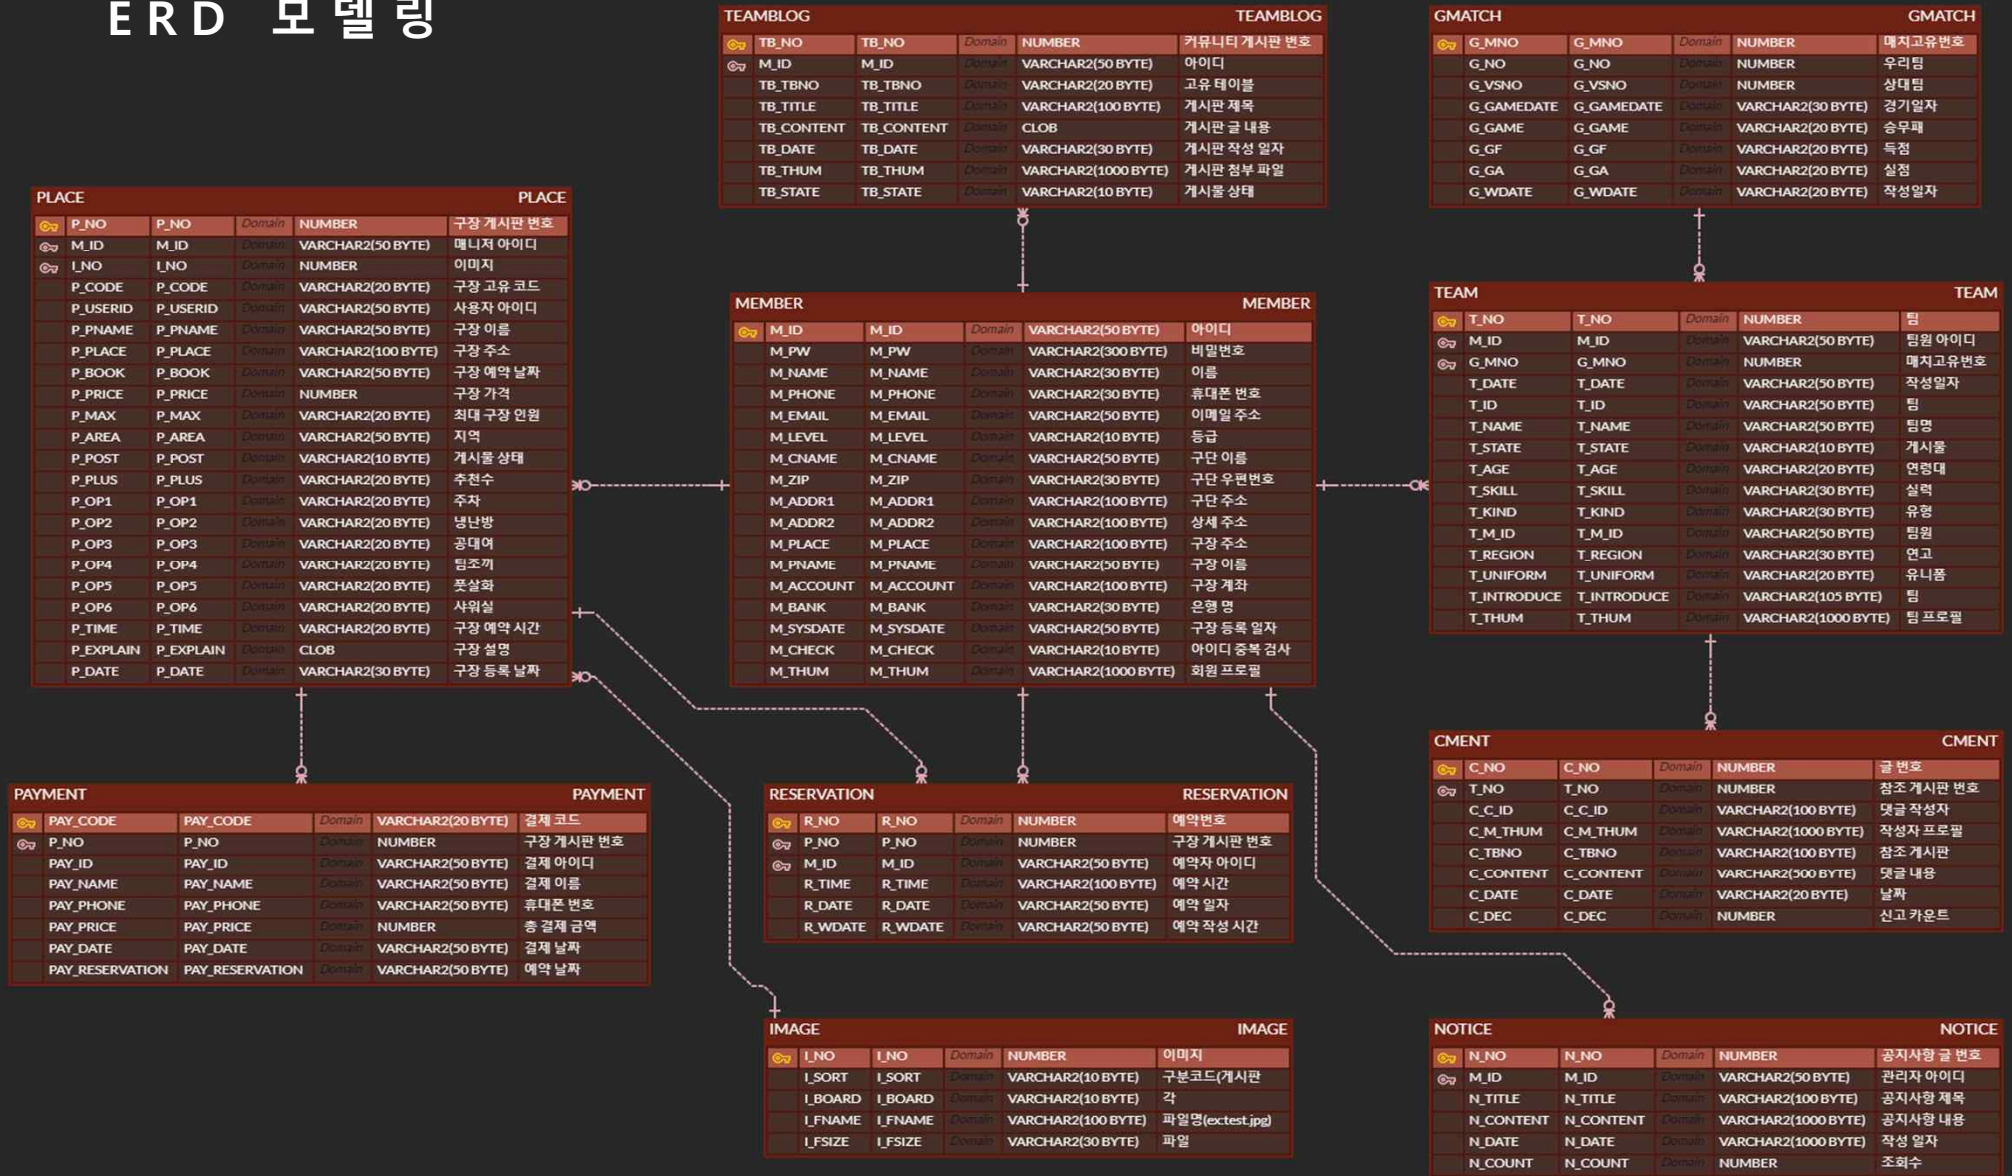 ERD 모델링
TEAMBLOG TEAMBLOG
TB_NO TB_NO Domain NUMBER 커뮤니티 게시판 번호
M_ID M_ID Domain VARCHAR2(50 BYTE) 아이디
TB_TBNO TB_TBNO Domain VARCHAR2(20 BYTE) 고유 테이블
TB_TITLE TB_TITLE Domain VARCHAR2(100 BYTE) 게시판 제목
TB_CONTENT TB_CONTENT Domain CLOB 게시판 글 내용
TB_DATE TB_DATE Domain VARCHAR2(30 BYTE) 게시판 작성 일자
TB_THUM TB_THUM Domain VARCHAR2(1000 BYTE) 게시판 첨부 파일
TB_STATE TB_STATE Domain VARCHAR2(10 BYTE) 게시물 상태
GMATCH GMATCH
G_MNO G_MNO Domain NUMBER 매치고유번호
G_NO G_NO Domain NUMBER 우리팀
G_VSNO G_VSNO Domain NUMBER 상대팀
G_GAMEDATE G_GAMEDATE Domain VARCHAR2(30 BYTE) 경기일자
G_GAME G_GAME Domain VARCHAR2(20 BYTE) 승무패
G_GF G_GF Domain VARCHAR2(20 BYTE) 득점
G_GA G_GA Domain VARCHAR2(20 BYTE) 실점
G_WDATE G_WDATE Domain VARCHAR2(20 BYTE) 작성일자
PLACE PLACE
P_NO P_NO Domain NUMBER 구장 게시판 번호
M_ID M_ID Domain VARCHAR2(50 BYTE) 매니저 아이디
I_NO I_NO Domain NUMBER 이미지
P_CODE P_CODE Domain VARCHAR2(20 BYTE) 구장 고유 코드
P_USERID P_USERID Domain VARCHAR2(50 BYTE) 사용자 아이디
P_PNAME P_PNAME Domain VARCHAR2(50 BYTE) 구장 이름
P_PLACE P_PLACE Domain VARCHAR2(100 BYTE) 구장 주소
P_BOOK P_BOOK Domain VARCHAR2(50 BYTE) 구장 예약 날짜
P_PRICE P_PRICE Domain NUMBER 구장 가격
P_MAX P_MAX Domain VARCHAR2(20 BYTE) 최대 구장 인원
P_AREA P_AREA Domain VARCHAR2(50 BYTE) 지역
P_POST P_POST Domain VARCHAR2(10 BYTE) 게시물 상태
P_PLUS P_PLUS Domain VARCHAR2(20 BYTE) 추천수
P_OP1 P_OP1 Domain VARCHAR2(20 BYTE) 주차
P_OP2 P_OP2 Domain VARCHAR2(20 BYTE) 냉난방
P_OP3 P_OP3 Domain VARCHAR2(20 BYTE) 공대여
P_OP4 P_OP4 Domain VARCHAR2(20 BYTE) 팀조끼
P_OP5 P_OP5 Domain VARCHAR2(20 BYTE) 풋살화
P_OP6 P_OP6 Domain VARCHAR2(20 BYTE) 샤워실
P_TIME P_TIME Domain VARCHAR2(20 BYTE) 구장 예약 시간
P_EXPLAIN P_EXPLAIN Domain CLOB 구장 설명
P_DATE P_DATE Domain VARCHAR2(30 BYTE) 구장 등록 날짜
MEMBER MEMBER
M_ID M_ID Domain VARCHAR2(50 BYTE) 아이디
M_PW M_PW Domain VARCHAR2(300 BYTE) 비밀번호
M_NAME M_NAME Domain VARCHAR2(30 BYTE) 이름
M_PHONE M_PHONE Domain VARCHAR2(30 BYTE) 휴대폰 번호
M_EMAIL M_EMAIL Domain VARCHAR2(50 BYTE) 이메일 주소
M_LEVEL M_LEVEL Domain VARCHAR2(10 BYTE) 등급
M_CNAME M_CNAME Domain VARCHAR2(50 BYTE) 구단 이름
M_ZIP M_ZIP Domain VARCHAR2(30 BYTE) 구단 우편번호
M_ADDR1 M_ADDR1 Domain VARCHAR2(100 BYTE) 구단 주소
M_ADDR2 M_ADDR2 Domain VARCHAR2(100 BYTE) 상세 주소
M_PLACE M_PLACE Domain VARCHAR2(100 BYTE) 구장 주소
M_PNAME M_PNAME Domain VARCHAR2(50 BYTE) 구장 이름
M_ACCOUNT M_ACCOUNT Domain VARCHAR2(100 BYTE) 구장 계좌
M_BANK M_BANK Domain VARCHAR2(30 BYTE) 은행 명
M_SYSDATE M_SYSDATE Domain VARCHAR2(50 BYTE) 구장 등록 일자
M_CHECK M_CHECK Domain VARCHAR2(10 BYTE) 아이디 중복 검사
M_THUM M_THUM Domain VARCHAR2(1000 BYTE) 회원 프로필
TEAM TEAM
T_NO T_NO Domain NUMBER 팀
M_ID M_ID Domain VARCHAR2(50 BYTE) 팀원 아이디
G_MNO G_MNO Domain NUMBER 매치고유번호
T_DATE T_DATE Domain VARCHAR2(50 BYTE) 작성일자
T_ID T_ID Domain VARCHAR2(50 BYTE) 팀
T_NAME T_NAME Domain VARCHAR2(50 BYTE) 팀명
T_STATE T_STATE Domain VARCHAR2(10 BYTE) 게시물
T_AGE T_AGE Domain VARCHAR2(20 BYTE) 연령대
T_SKILL T_SKILL Domain VARCHAR2(30 BYTE) 실력
T_KIND T_KIND Domain VARCHAR2(30 BYTE) 유형
T_M_ID T_M_ID Domain VARCHAR2(50 BYTE) 팀원
T_REGION T_REGION Domain VARCHAR2(30 BYTE) 연고
T_UNIFORM T_UNIFORM Domain VARCHAR2(20 BYTE) 유니폼
T_INTRODUCE T_INTRODUCE Domain VARCHAR2(105 BYTE) 팀
T_THUM T_THUM Domain VARCHAR2(1000 BYTE) 팀 프로필
PAYMENT PAYMENT
PAY_CODE PAY_CODE Domain VARCHAR2(20 BYTE) 결제 코드
P_NO P_NO Domain NUMBER 구장 게시판 번호
PAY_ID PAY_ID Domain VARCHAR2(50 BYTE) 결제 아이디
PAY_NAME PAY_NAME Domain VARCHAR2(50 BYTE) 결제 이름
PAY_PHONE PAY_PHONE Domain VARCHAR2(50 BYTE) 휴대폰 번호
PAY_PRICE PAY_PRICE Domain NUMBER 총 결제 금액
PAY_DATE PAY_DATE Domain VARCHAR2(50 BYTE) 결제 날짜
PAY_RESERVATION PAY_RESERVATION Domain VARCHAR2(50 BYTE) 예약 날짜
RESERVATION RESERVATION
R_NO R_NO Domain NUMBER 예약번호
P_NO P_NO Domain NUMBER 구장 게시판 번호
M_ID M_ID Domain VARCHAR2(50 BYTE) 예약자 아이디
R_TIME R_TIME Domain VARCHAR2(100 BYTE) 예약 시간
R_DATE R_DATE Domain VARCHAR2(50 BYTE) 예약 일자
R_WDATE R_WDATE Domain VARCHAR2(50 BYTE) 예약 작성 시간
CMENT CMENT
C_NO C_NO Domain NUMBER 글 번호
T_NO T_NO Domain NUMBER 참조 게시판 번호
C_C_ID C_C_ID Domain VARCHAR2(100 BYTE) 댓글 작성자
C_M_THUM C_M_THUM Domain VARCHAR2(1000 BYTE) 작성자 프로필
C_TBNO C_TBNO Domain VARCHAR2(100 BYTE) 참조 게시판
C_CONTENT C_CONTENT Domain VARCHAR2(500 BYTE) 댓글 내용
C_DATE C_DATE Domain VARCHAR2(20 BYTE) 날짜
C_DEC C_DEC Domain NUMBER 신고 카운트
IMAGE IMAGE
I_NO I_NO Domain NUMBER 이미지
I_SORT I_SORT Domain VARCHAR2(10 BYTE) 구분코드(게시판
I_BOARD I_BOARD Domain VARCHAR2(10 BYTE) 각
I_FNAME I_FNAME Domain VARCHAR2(100 BYTE) 파일명(ex:test.jpg)
I_FSIZE I_FSIZE Domain VARCHAR2(30 BYTE) 파일
NOTICE NOTICE
N_NO N_NO Domain NUMBER 공지사항 글 번호
M_ID M_ID Domain VARCHAR2(50 BYTE) 관리자 아이디
N_TITLE N_TITLE Domain VARCHAR2(100 BYTE) 공지사항 제목
N_CONTENT N_CONTENT Domain VARCHAR2(1000 BYTE) 공지사항 내용
N_DATE N_DATE Domain VARCHAR2(1000 BYTE) 작성 일자
N_COUNT N_COUNT Domain NUMBER 조회수